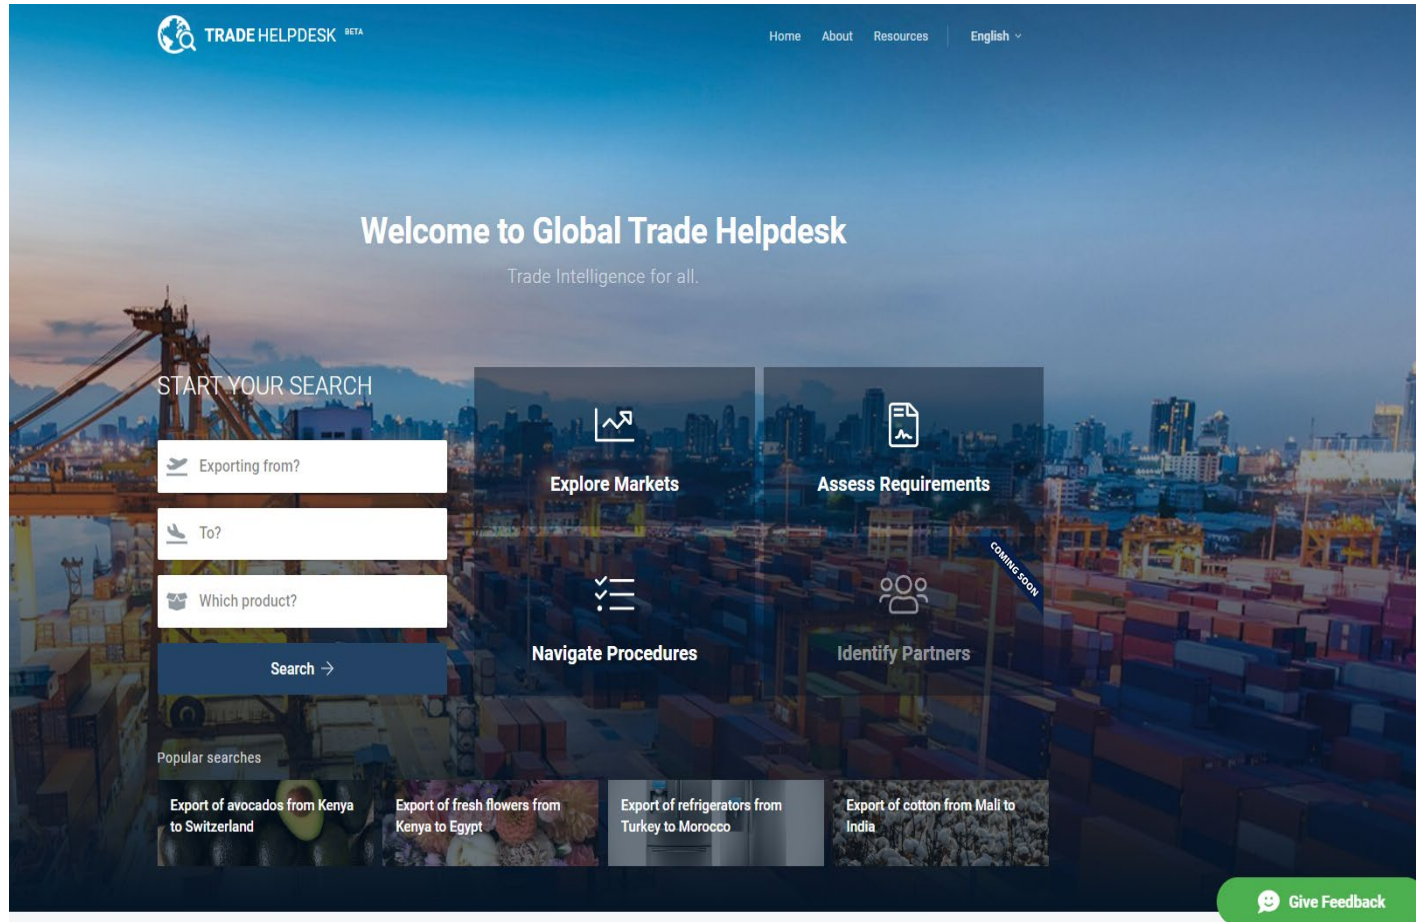 TRADE HELPDESK BETA
Home About Resources English
Welcome to Global Trade Helpdesk
Trade Intelligence for all.
START YOUR SEARCH
Exporting from?
To?
Which product?
Search →
Explore Markets
Assess Requirements
Navigate Procedures
COMING SOON
Identify Partners
Popular searches
Export of avocados from Kenya
to Switzerland
Export of fresh flowers from
Kenya to Egypt
Export of refrigerators from
Turkey to Morocco
Export of cotton from Mali to
India
Give Feedback